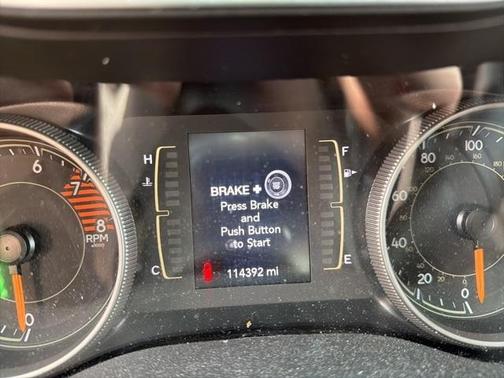 H
F
BRAKE +
Press Brake
and
Push Button
to Start
C
E
114392 mi
6
7
8
RPM
0
100
80
60
40
20
0